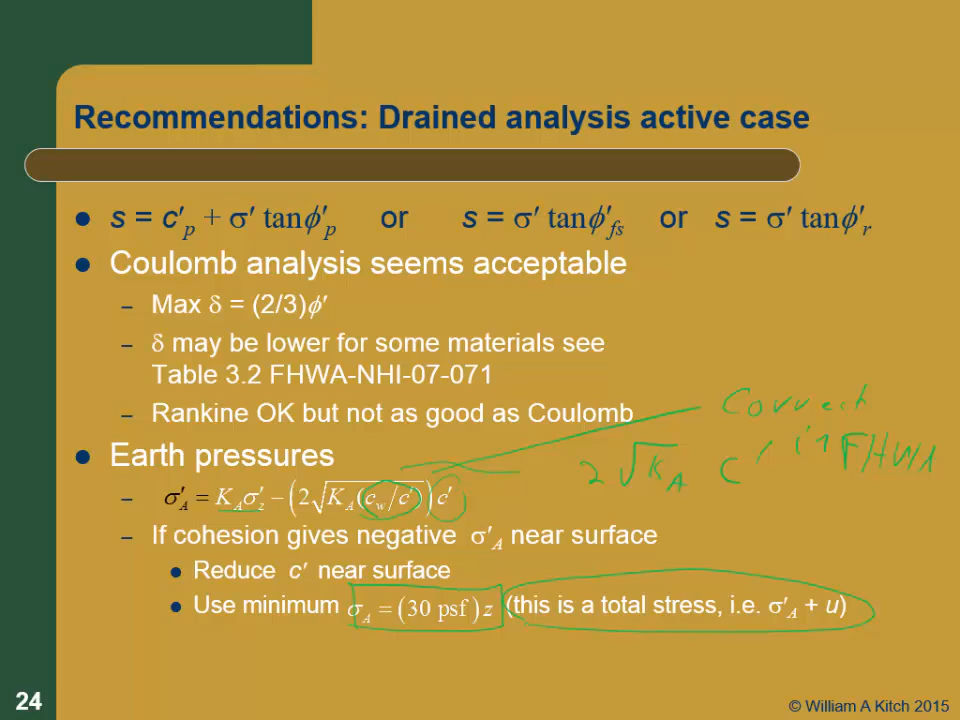 Recommendations: Drained analysis active case
s = c′p + σ′ tanϕ′p or s = σ′ tanϕ′fs or s = σ′ tanϕ′r
Coulomb analysis seems acceptable
– Max δ = (2/3)ϕ′
– δ may be lower for some materials see
Table 3.2 FHWA-NHI-07-071
– Rankine OK but not as good as Coulomb
Correct
in FHWA
2 √KA c′
Earth pressures
– σ′A = KAσ′z − (2√KA(cw/c′))c′
– If cohesion gives negative σ′A near surface
Reduce c′ near surface
Use minimum σA = (30 psf)z (this is a total stress, i.e. σ′A + u)
24
© William A Kitch 2015